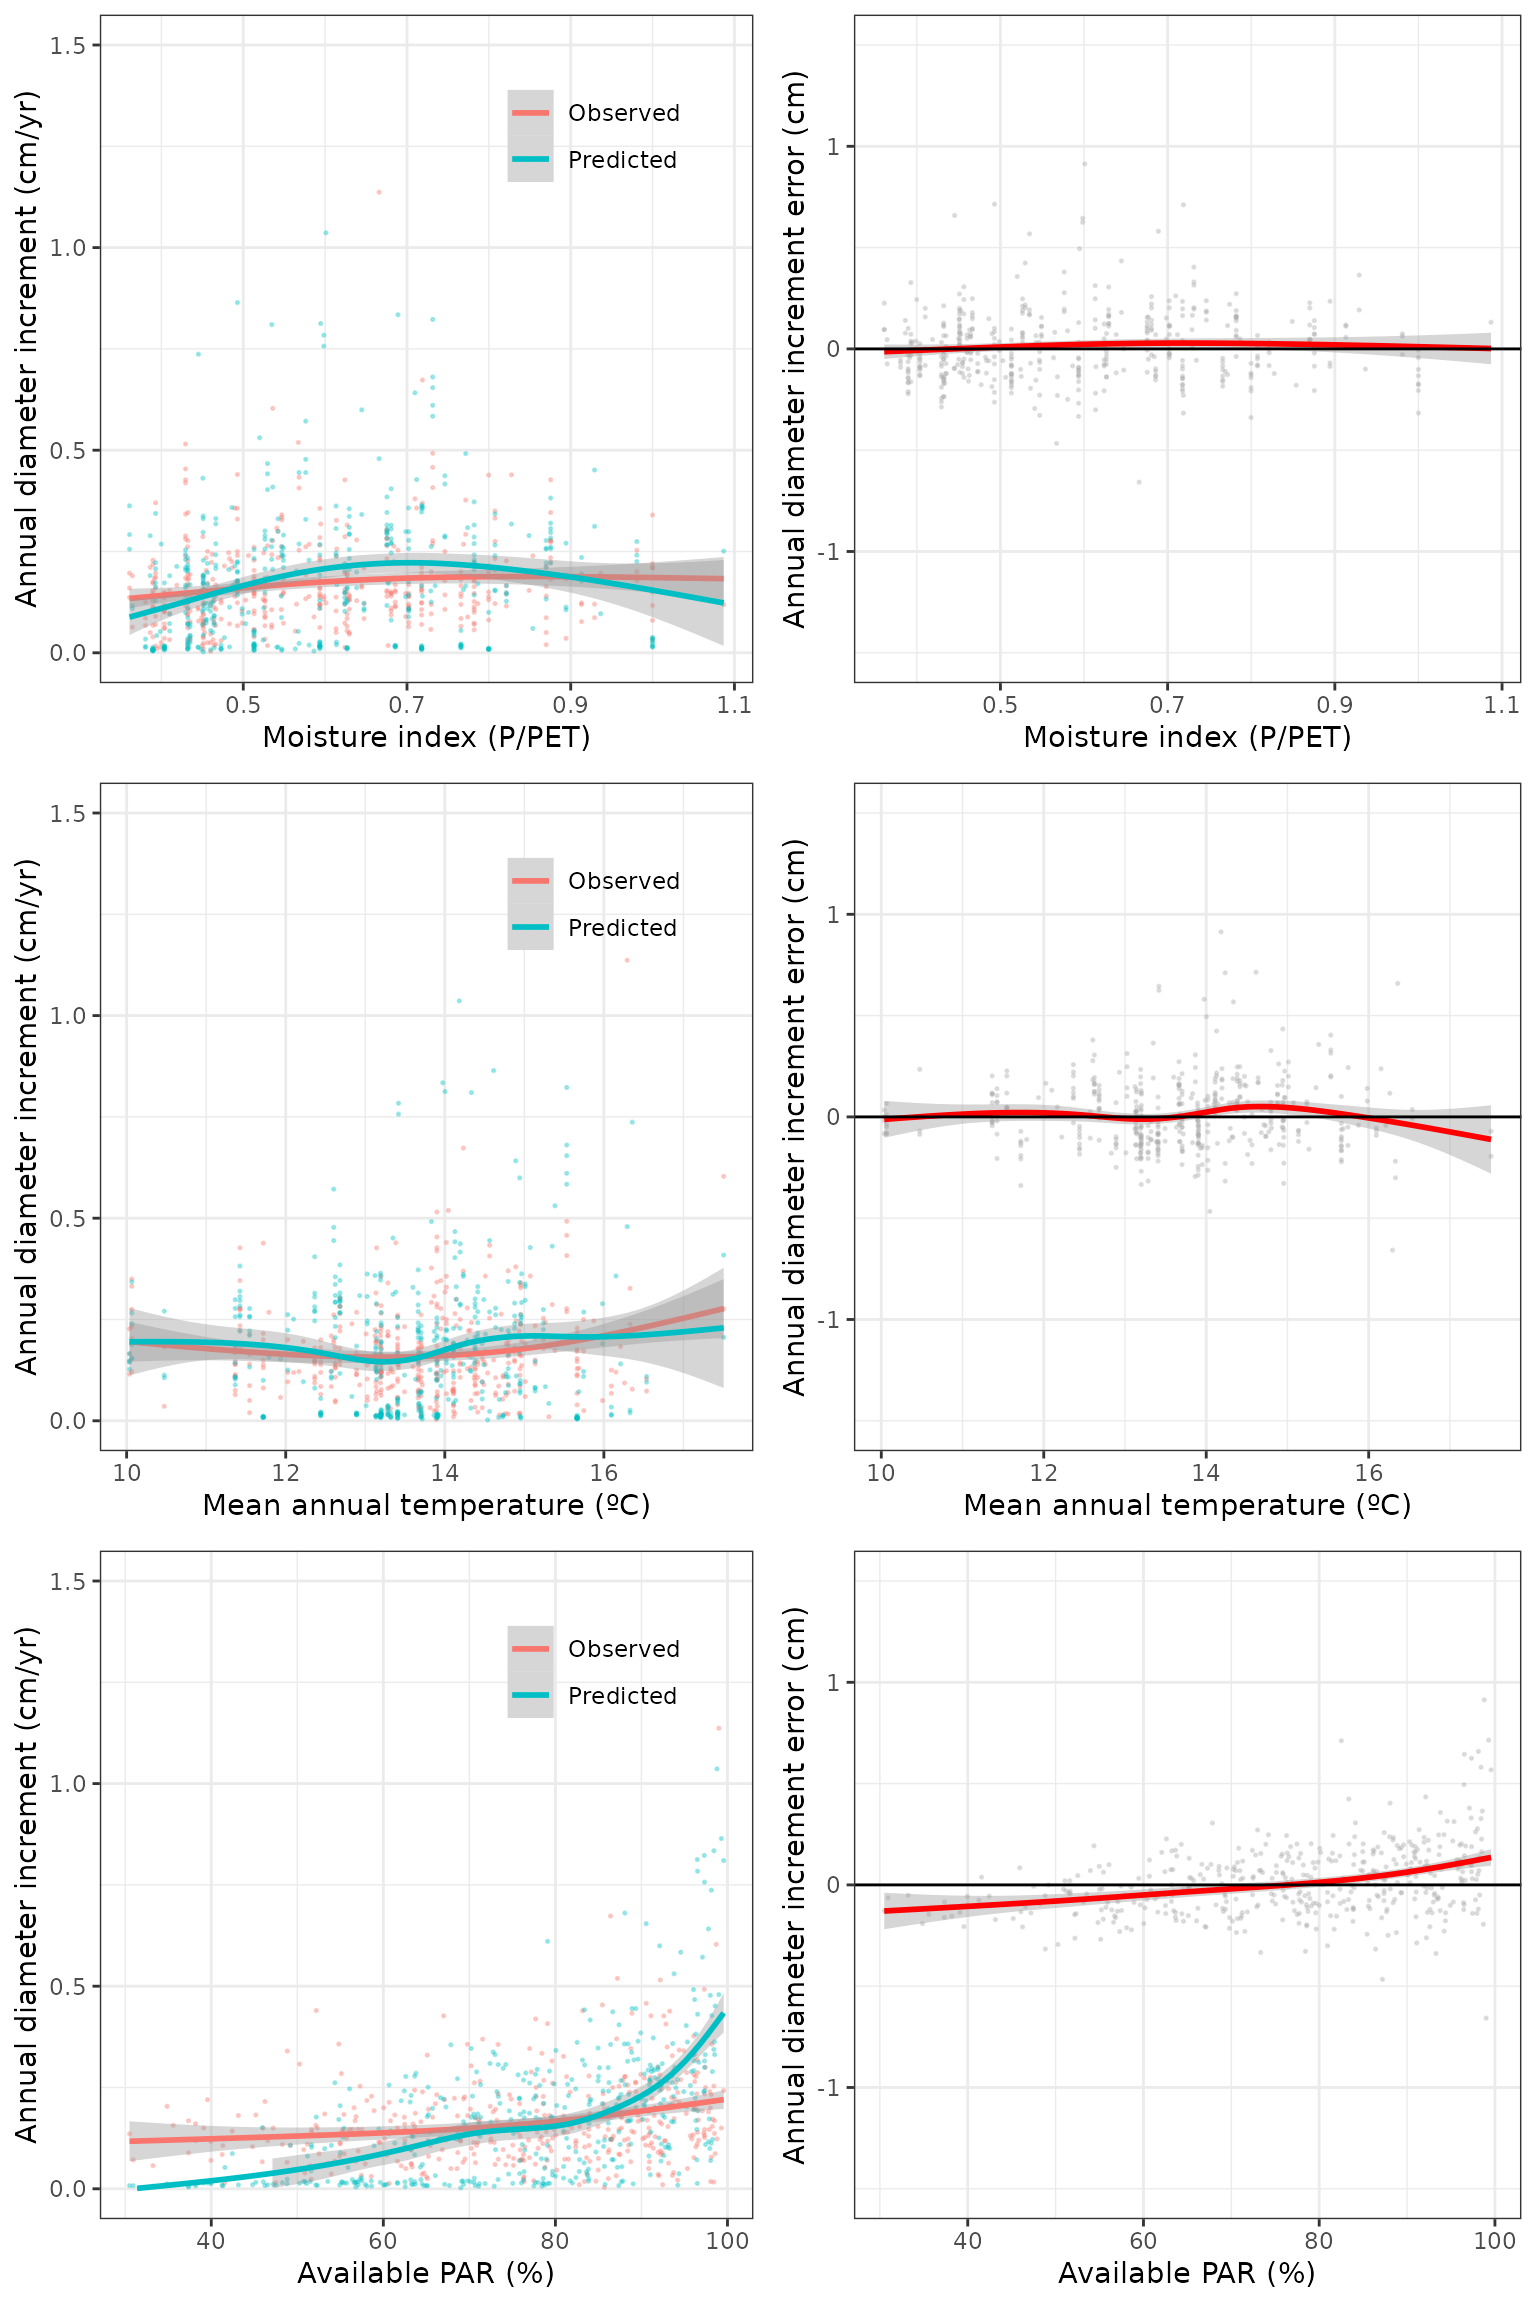 Annual diameter increment (cm/yr)
1.5
1.0
0.5
0.0
Observed
Predicted
0.5 0.7 0.9 1.1
Moisture index (P/PET)
Annual diameter increment error (cm)
1
0
-1
0.5 0.7 0.9 1.1
Moisture index (P/PET)
Annual diameter increment (cm/yr)
1.5
1.0
0.5
0.0
Observed
Predicted
10 12 14 16
Mean annual temperature (ºC)
Annual diameter increment error (cm)
1
0
-1
10 12 14 16
Mean annual temperature (ºC)
Annual diameter increment (cm/yr)
1.5
1.0
0.5
0.0
Observed
Predicted
40 60 80 100
Available PAR (%)
Annual diameter increment error (cm)
1
0
-1
40 60 80 100
Available PAR (%)